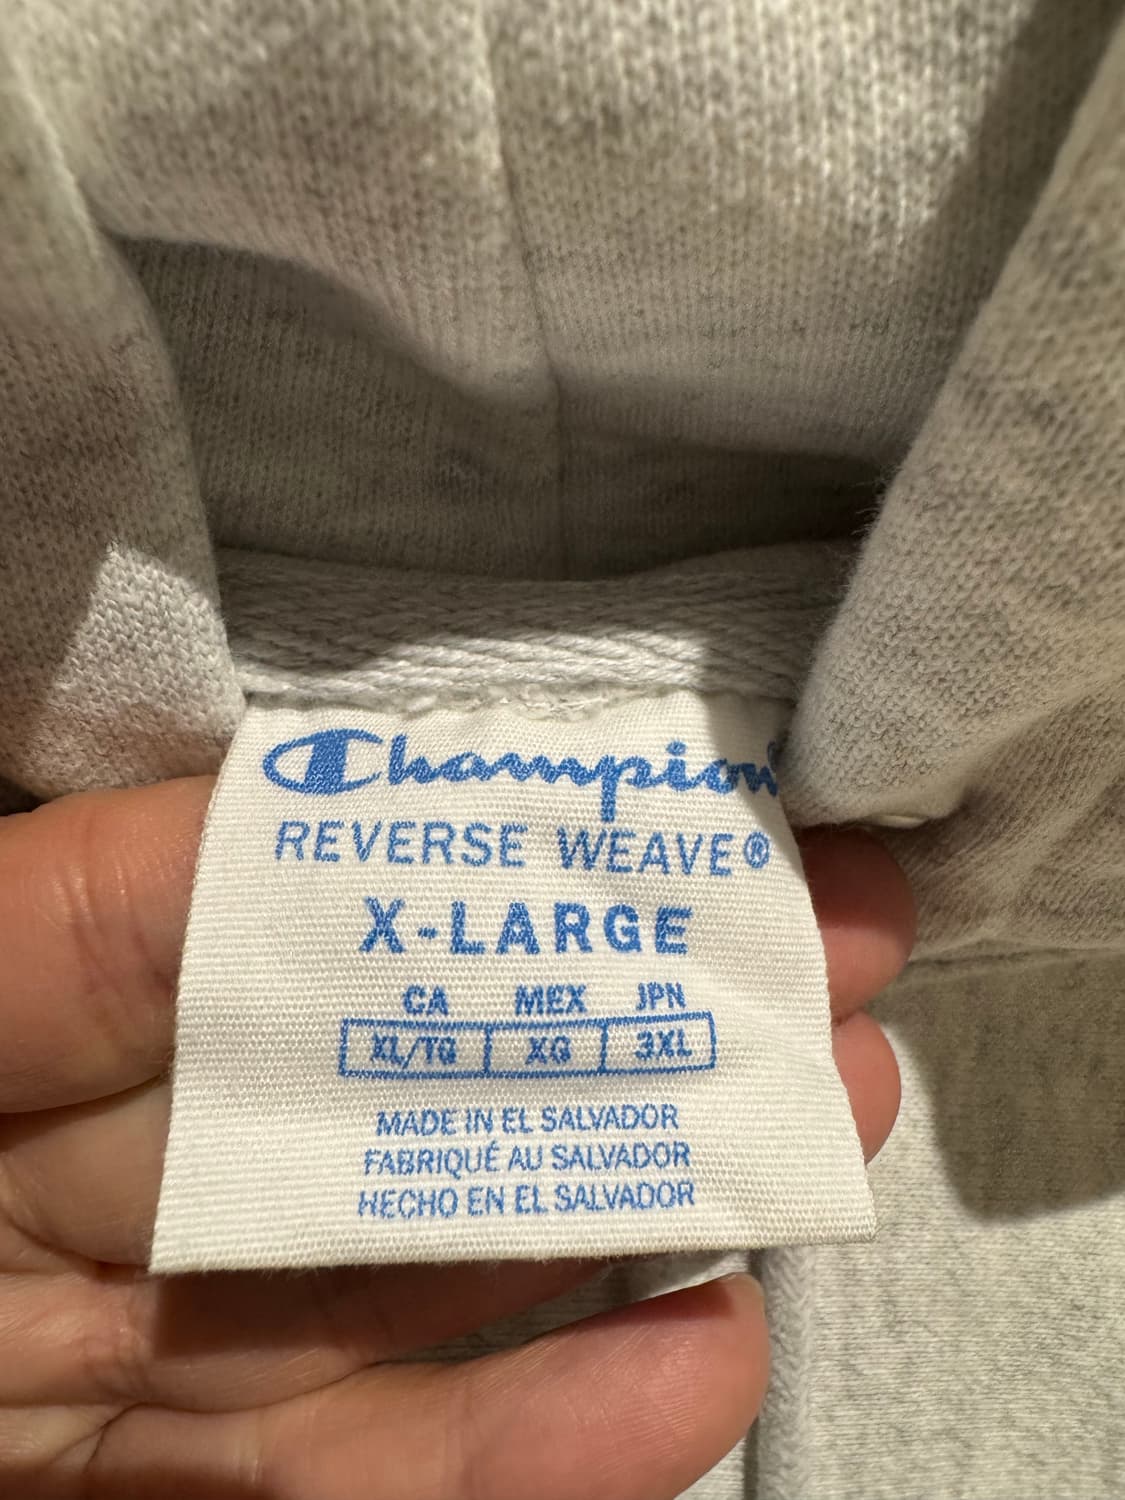 Champion
REVERSE WEAVE®
X-LARGE
CA MEX JPN
XL/TG XG 3XL
MADE IN EL SALVADOR
FABRIQUÉ AU SALVADOR
HECHO EN EL SALVADOR